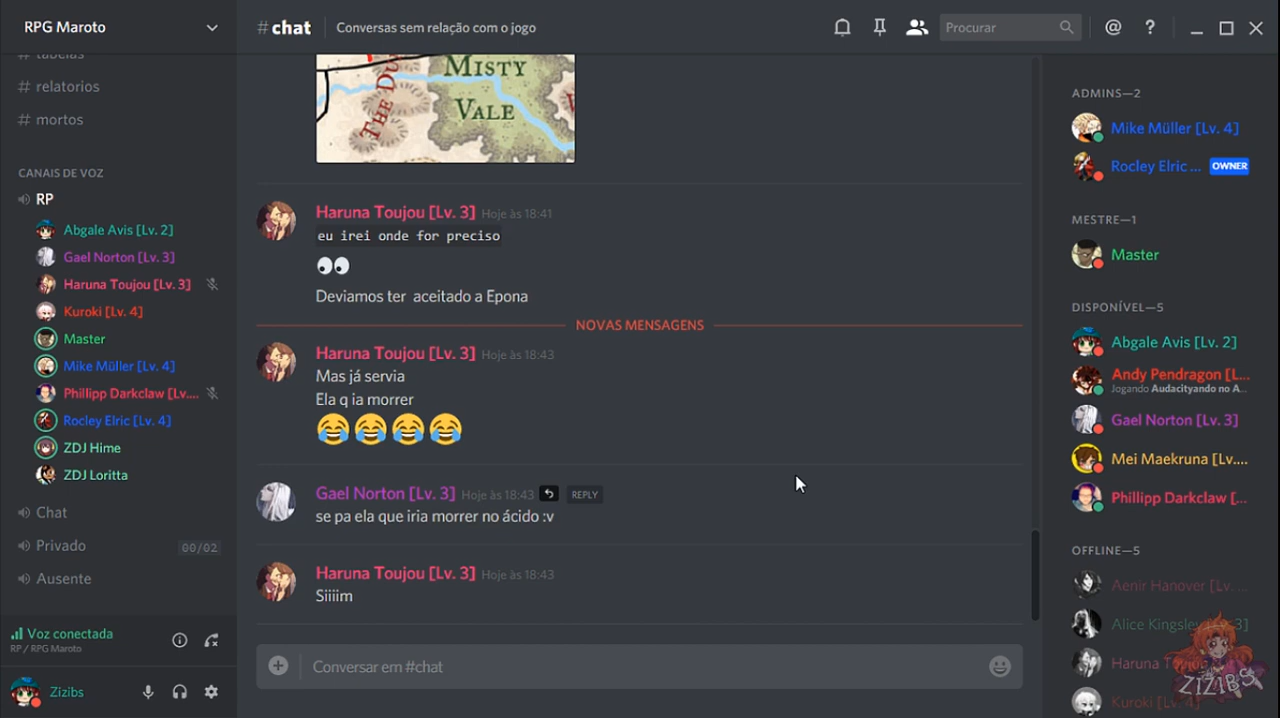 RPG Maroto
#chat
Conversas sem relação com o jogo
Procurar
# tabelas
# relatorios
# mortos
CANAIS DE VOZ
RP
Abgale Avis [Lv. 2]
Gael Norton [Lv. 3]
Haruna Toujou [Lv. 3]
Kuroki [Lv. 4]
Master
Mike Müller [Lv. 4]
Phillipp Darkclaw [Lv....
Rocley Elric [Lv. 4]
ZDJ Hime
ZDJ Loritta
Chat
Privado
00/02
Ausente
Voz conectada
RP / RPG Maroto
Zizibs
MISTY
VALE
THE DU
Haruna Toujou [Lv. 3] Hoje às 18:41
eu irei onde for preciso
👀
Deviamos ter aceitado a Epona
NOVAS MENSAGENS
Haruna Toujou [Lv. 3] Hoje às 18:43
Mas já servia
Ela q ia morrer
😂😂😂😂
Gael Norton [Lv. 3] Hoje às 18:43 REPLY
se pa ela que iria morrer no ácido :v
Haruna Toujou [Lv. 3] Hoje às 18:43
Siiiim
Conversar em #chat
ADMINS—2
Mike Müller [Lv. 4]
Rocley Elric ... OWNER
MESTRE—1
Master
DISPONÍVEL—5
Abgale Avis [Lv. 2]
Andy Pendragon [L...
Jogando Audacityando no A...
Gael Norton [Lv. 3]
Mei Maekruna [Lv....
Phillipp Darkclaw [...
OFFLINE—5
Aenir Hanover [Lv. ...
Alice Kingsley [Lv. 3]
Haruna
Kuroki [Lv. 4]
ZIZIBS